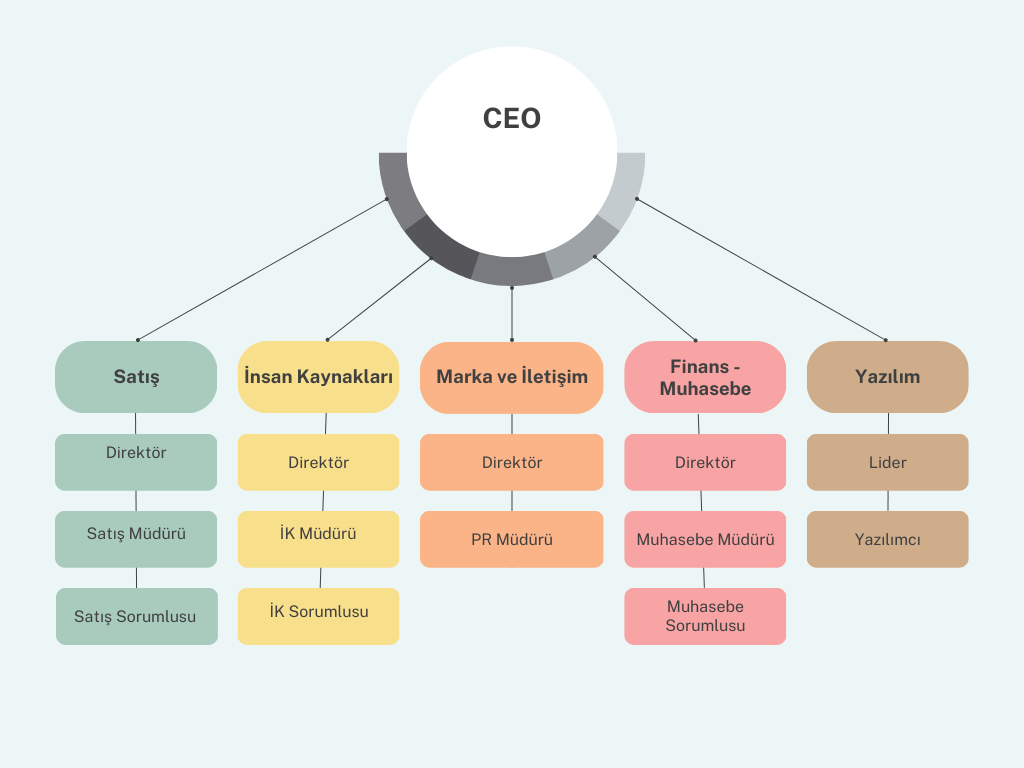 CEO
Satış
İnsan Kaynakları
Marka ve İletişim
Finans -
Muhasebe
Yazılım
Direktör
Direktör
Direktör
Direktör
Lider
Satış Müdürü
İK Müdürü
PR Müdürü
Muhasebe Müdürü
Yazılımcı
Satış Sorumlusu
İK Sorumlusu
Muhasebe
Sorumlusu